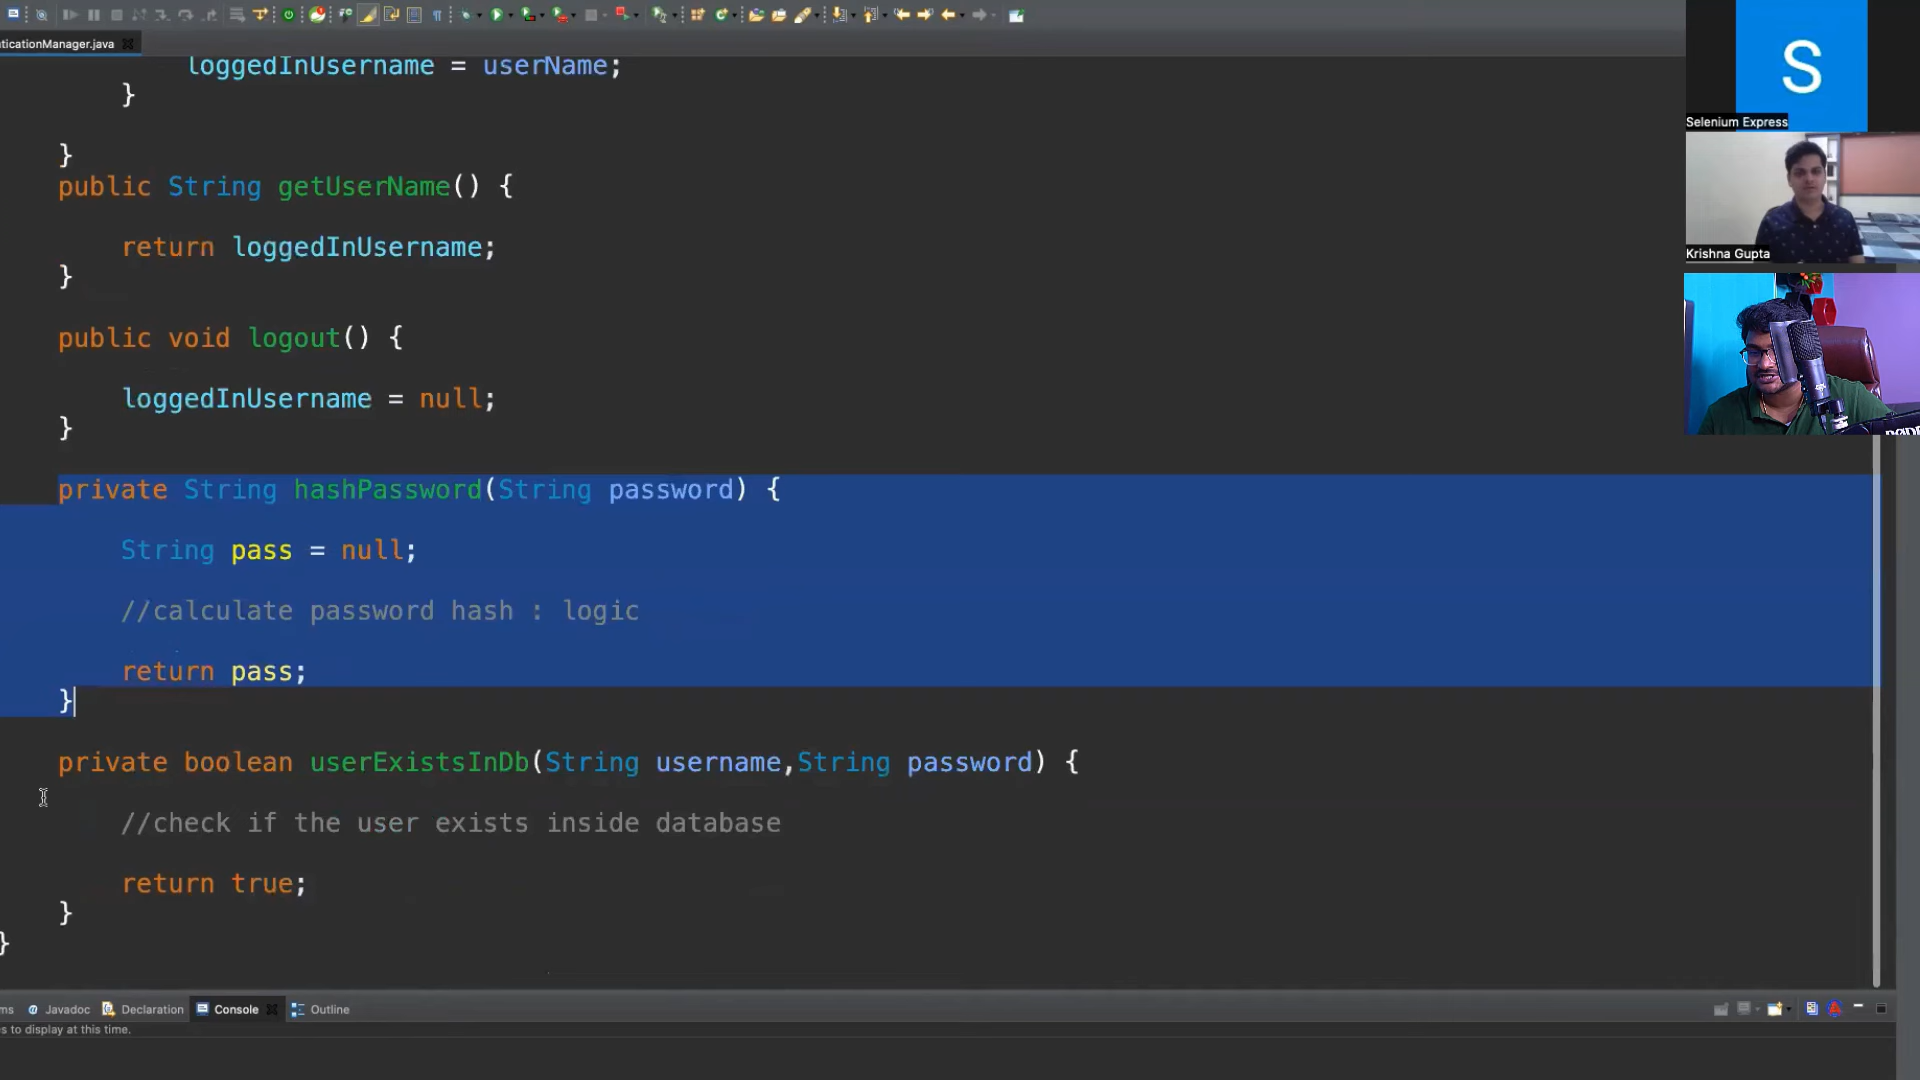 ticationManager.java
loggedInUsername = userName;
}
}
public String getUserName() {
return loggedInUsername;
}
public void logout() {
loggedInUsername = null;
}
private String hashPassword(String password) {
String pass = null;
//calculate password hash : logic
return pass;
}
private boolean userExistsInDb(String username,String password) {
//check if the user exists inside database
return true;
}
}
ms @ Javadoc Declaration Console Outline
es to display at this time.
S
Selenium Express
Krishna Gupta